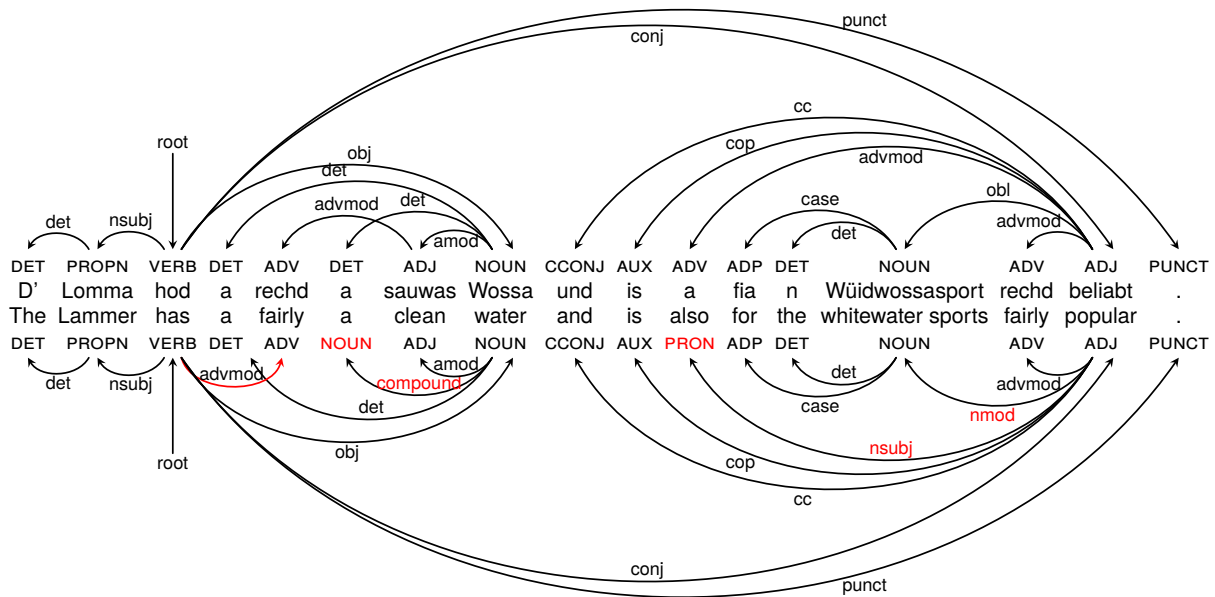 punct
conj
cc
root
cop
obj
advmod
det
det
advmod
obl
nsubj
case
det
advmod
amod
det
DET PROPN VERB DET ADV DET ADJ NOUN CCONJ AUX ADV ADP DET NOUN ADV ADJ PUNCT
D' Lomma hod a rechd a sauwas Wossa und is a fia n Wüidwossasport rechd beliabt .
The Lammer has a fairly a clean water and is also for the whitewater sports fairly popular .
DET PROPN VERB DET ADV NOUN ADJ NOUN CCONJ AUX PRON ADP DET NOUN ADV ADJ PUNCT
det
nsubj
advmod
amod
compound
det
advmod
det
case
nmod
obj
nsubj
root
cop
cc
conj
punct